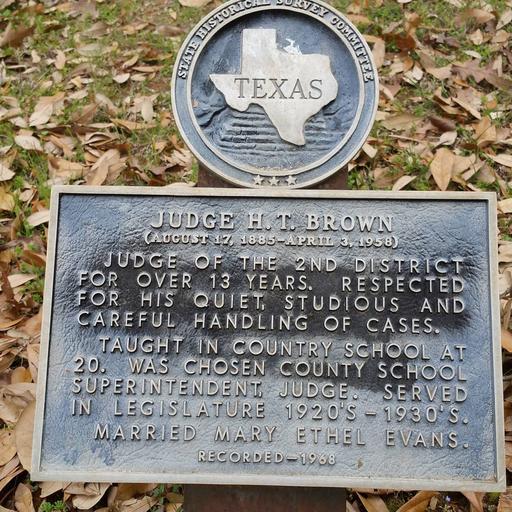 STATE HISTORICAL SURVEY COMMITTEE
TEXAS
JUDGE H. T. BROWN
(AUGUST 17, 1885–APRIL 3, 1958)
JUDGE OF THE 2ND DISTRICT
FOR OVER 13 YEARS. RESPECTED
FOR HIS QUIET, STUDIOUS AND
CAREFUL HANDLING OF CASES.
TAUGHT IN COUNTRY SCHOOL AT
20. WAS CHOSEN COUNTY SCHOOL
SUPERINTENDENT, JUDGE. SERVED
IN LEGISLATURE 1920'S–1930'S.
MARRIED MARY ETHEL EVANS.
RECORDED–1968